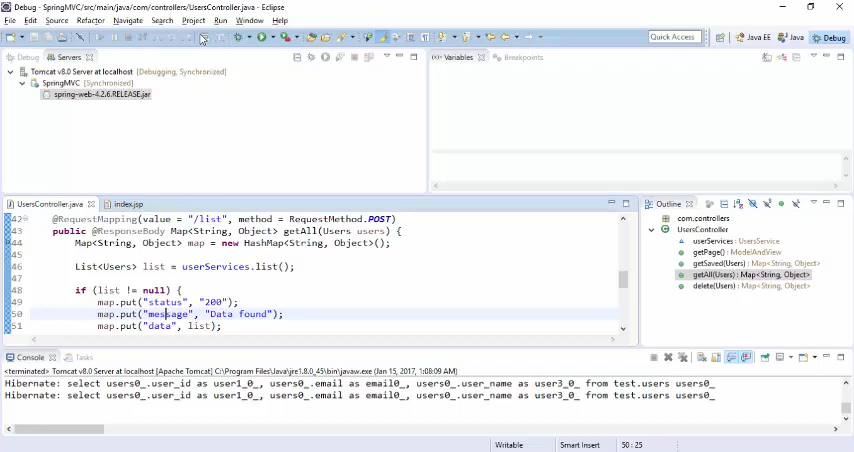 Debug - SpringMVC/src/main/java/com/controllers/UsersController.java - Eclipse
File Edit Source Refactor Navigate Search Project Run Window Help
Quick Access
Java EE
Java
Debug
Debug
Servers
Tomcat v8.0 Server at localhost [Debugging, Synchronized]
SpringMVC [Synchronized]
spring-web-4.2.6.RELEASE.jar
(x)= Variables
Breakpoints
UsersController.java
index.jsp
42 @RequestMapping(value = "/list", method = RequestMethod.POST)
43 public @ResponseBody Map<String, Object> getAll(Users users) {
44 Map<String, Object> map = new HashMap<String, Object>();
45
46 List<Users> list = userServices.list();
47
48 if (list != null) {
49 map.put("status", "200");
50 map.put("message", "Data found");
51 map.put("data", list);
Outline
com.controllers
UsersController
userServices : UsersService
getPage() : ModelAndView
getSaved(Users) : Map<String, Object>
getAll(Users) : Map<String, Object>
delete(Users) : Map<String, Object>
Console
Tasks
<terminated> Tomcat v8.0 Server at localhost [Apache Tomcat] C:\Program Files\Java\jre1.8.0_45\bin\javaw.exe (Jan 15, 2017, 1:08:09 AM)
Hibernate: select users0_.user_id as user1_0_, users0_.email as email0_, users0_.user_name as user3_0_ from test.users users0_
Hibernate: select users0_.user_id as user1_0_, users0_.email as email0_, users0_.user_name as user3_0_ from test.users users0_
Writable
Smart Insert
50 : 25